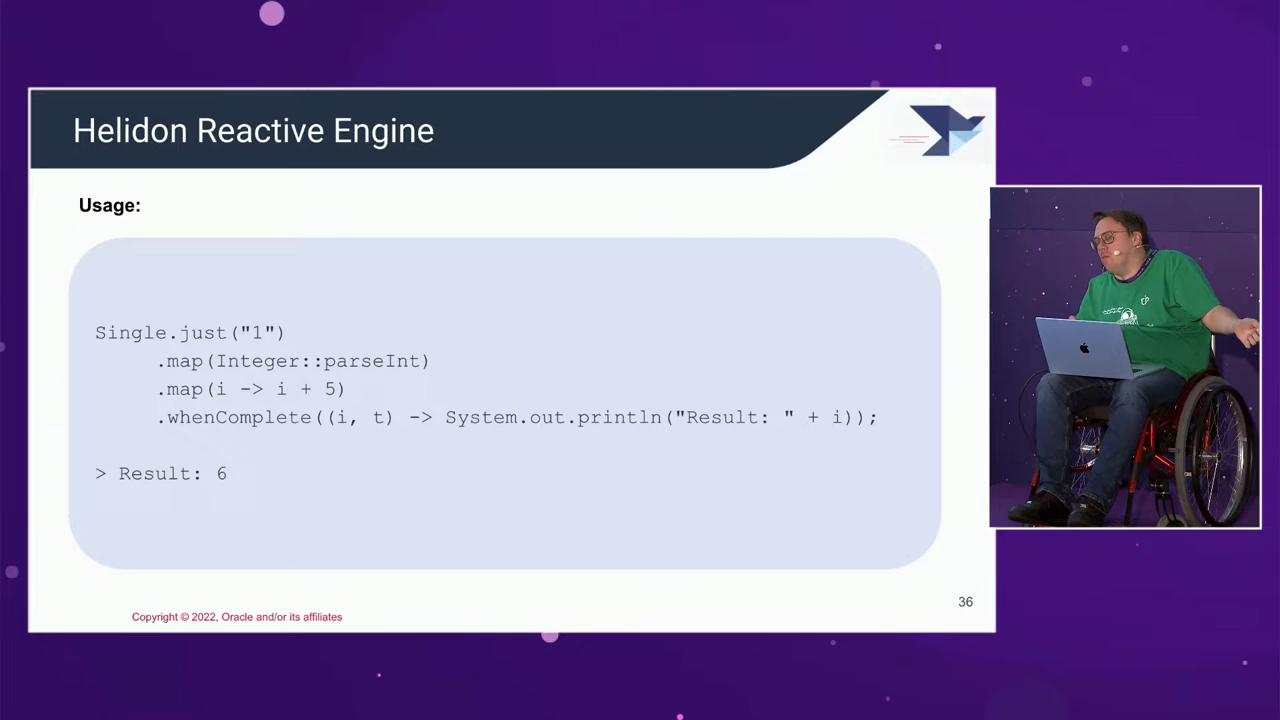 Helidon Reactive Engine
Usage:
Single.just("1")
.map(Integer::parseInt)
.map(i -> i + 5)
.whenComplete((i, t) -> System.out.println("Result: " + i));
> Result: 6
36
Copyright © 2022, Oracle and/or its affiliates